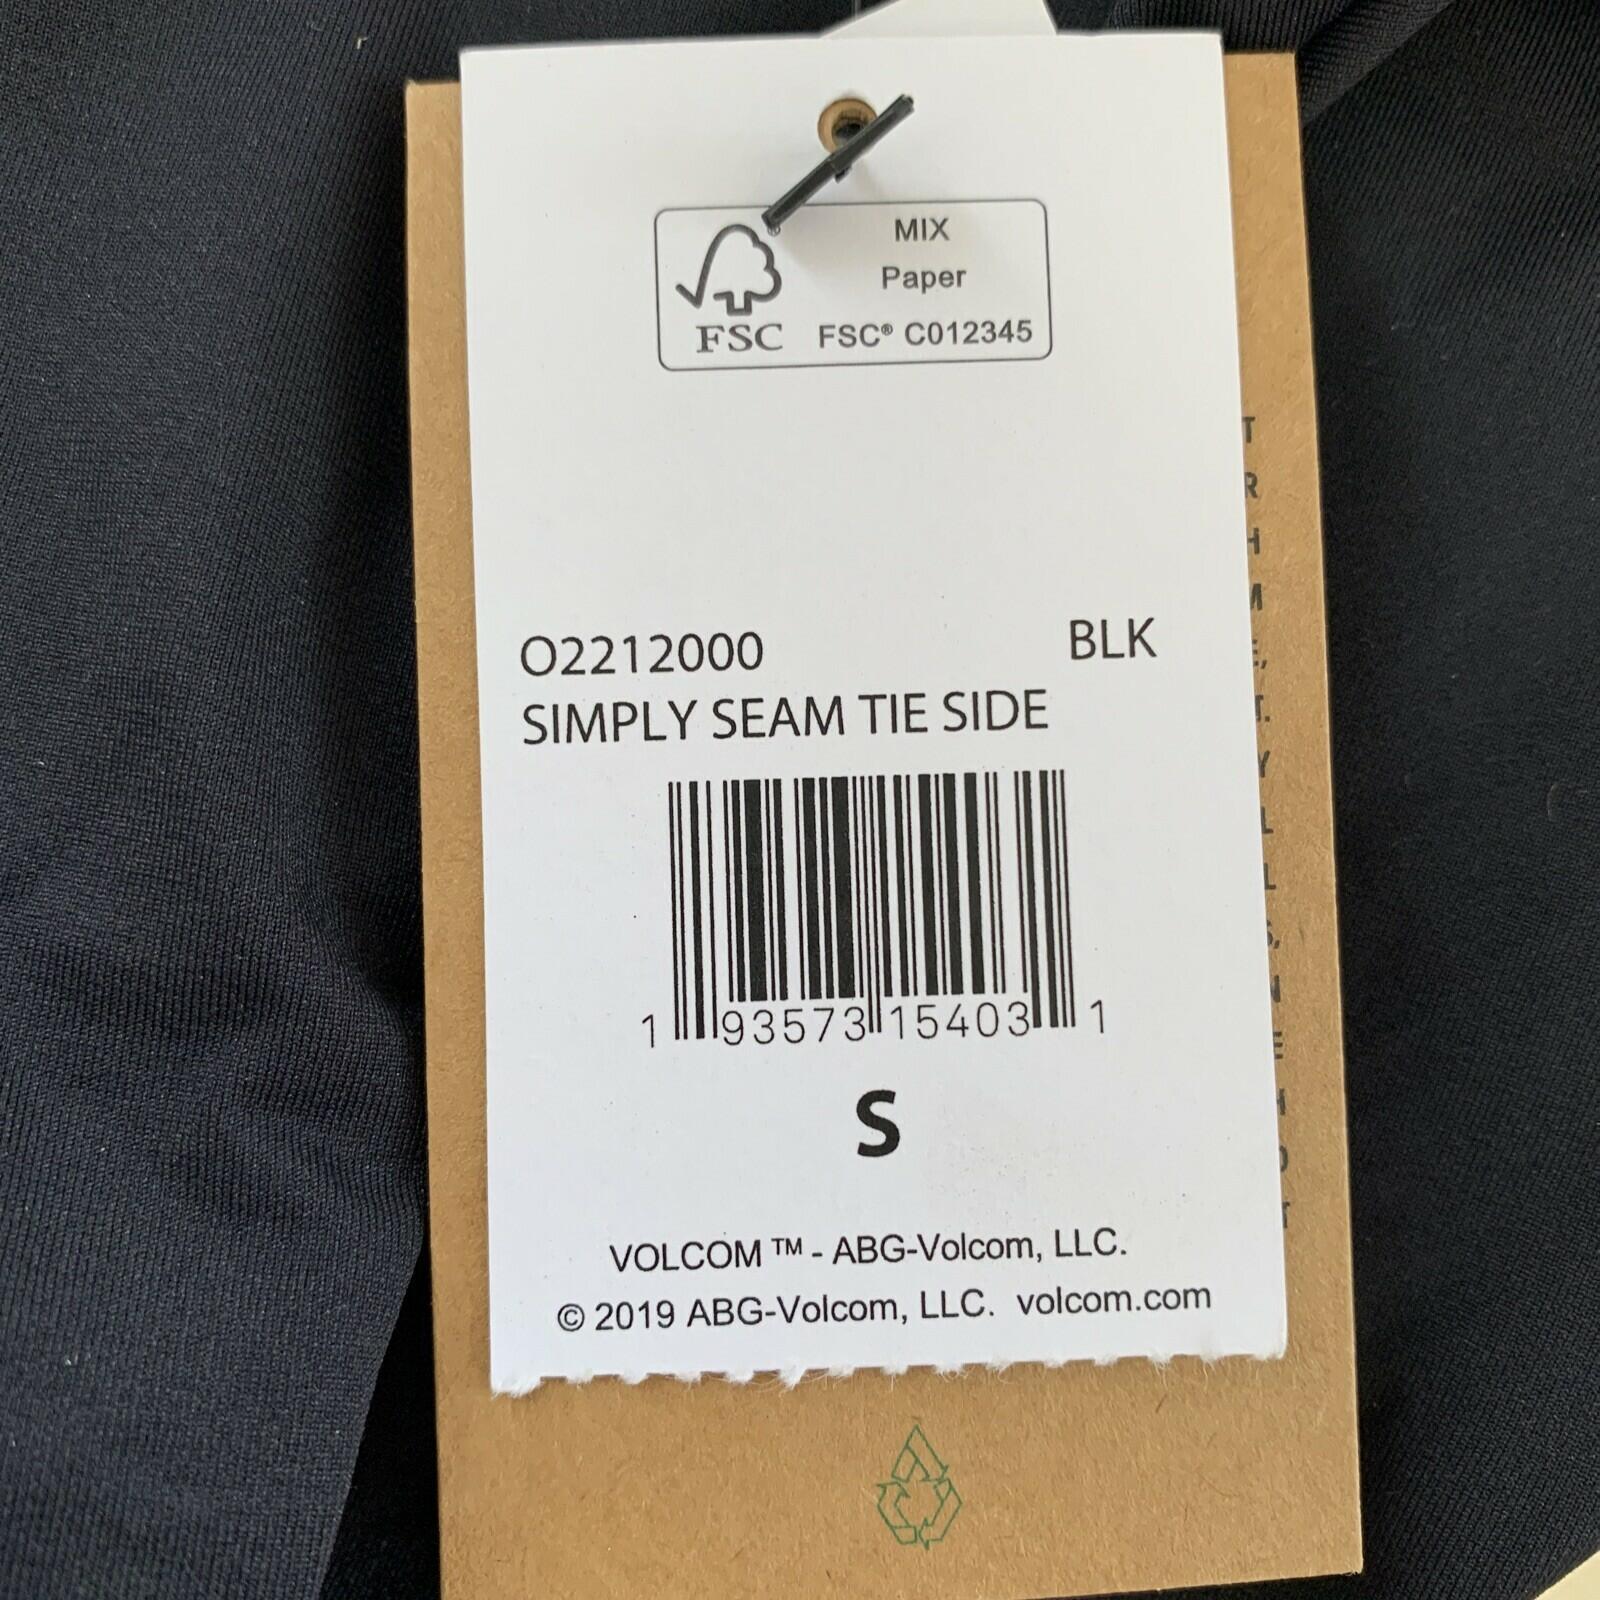 MIX
Paper
FSC
FSC® C012345
O2212000 BLK
SIMPLY SEAM TIE SIDE
1 93573 15403 1
S
VOLCOM ™ - ABG-Volcom, LLC.
© 2019 ABG-Volcom, LLC. volcom.com